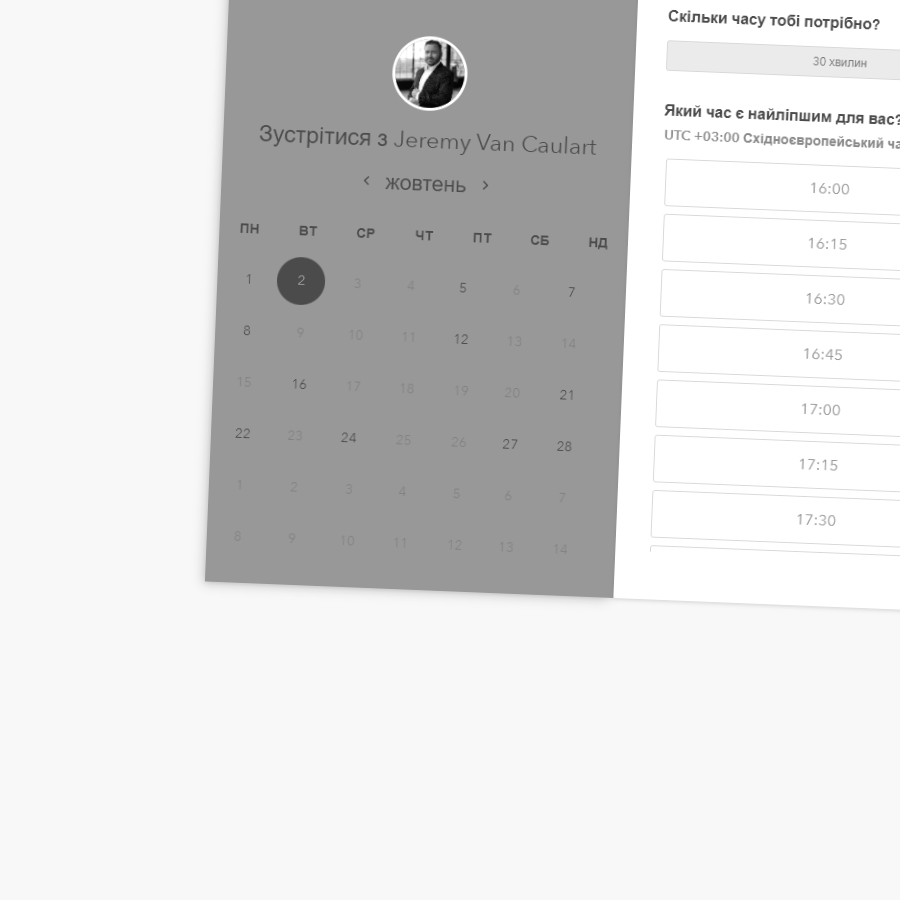 Зустрітися з Jeremy Van Caulart
‹ жовтень ›
ПН ВТ СР ЧТ ПТ СБ НД
1 2 3 4 5 6 7
8 9 10 11 12 13 14
15 16 17 18 19 20 21
22 23 24 25 26 27 28
1 2 3 4 5 6 7
8 9 10 11 12 13 14
Скільки часу тобі потрібно?
30 хвилин
Який час є найліпшим для вас?
UTC +03:00 Східноєвропейський ча
16:00
16:15
16:30
16:45
17:00
17:15
17:30